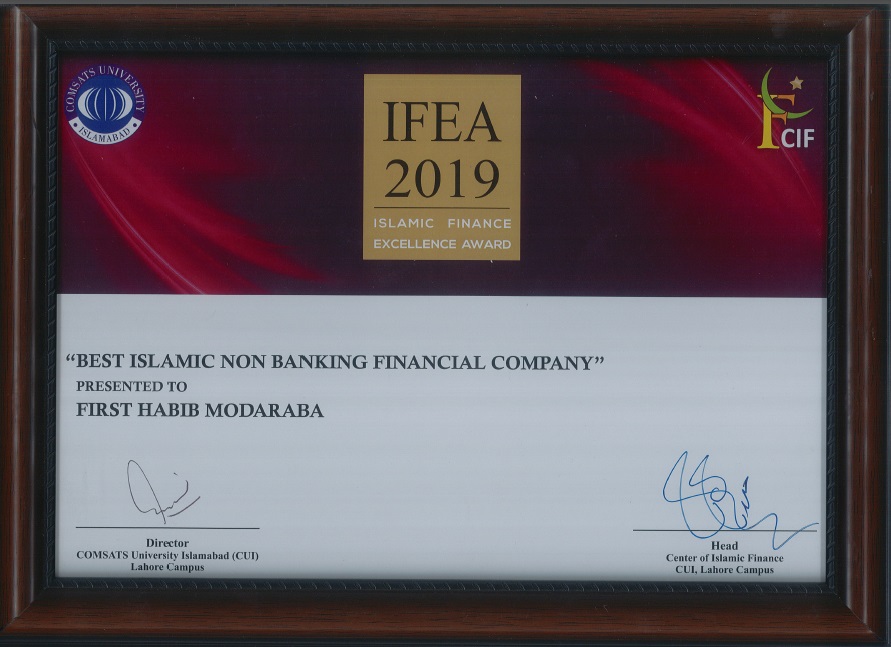 COMSATS UNIVERSITY
ISLAMABAD
IFEA
2019
ISLAMIC FINANCE
EXCELLENCE AWARD
F
CIF
“BEST ISLAMIC NON BANKING FINANCIAL COMPANY”
PRESENTED TO
FIRST HABIB MODARABA
Director
COMSATS University Islamabad (CUI)
Lahore Campus
Head
Center of Islamic Finance
CUI, Lahore Campus